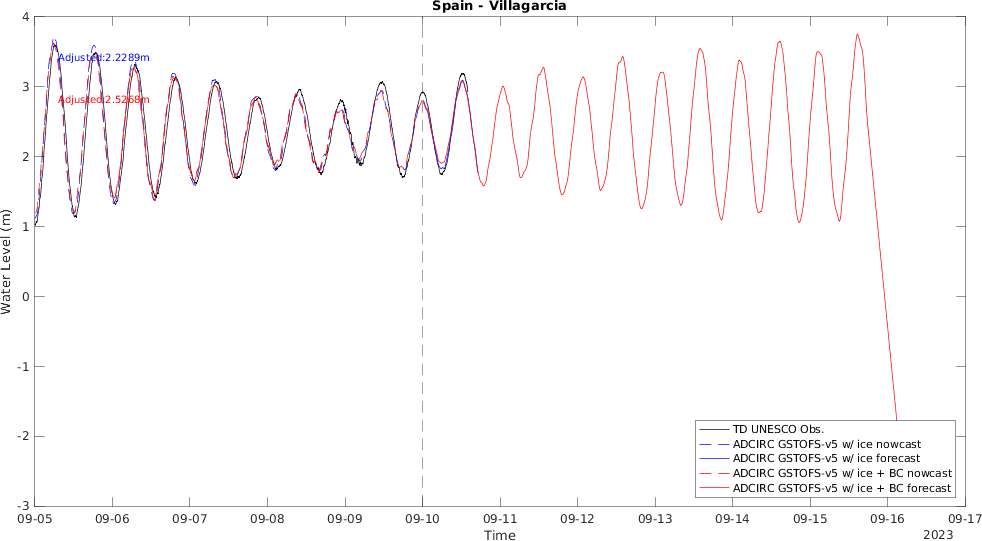 Spain - Villagarcia
4
3
2
1
0
-1
-2
-3
Water Level (m)
Adjusted:2.2289m
Adjusted:2.5268m
TD UNESCO Obs.
ADCIRC GSTOFS-v5 w/ ice nowcast
ADCIRC GSTOFS-v5 w/ ice forecast
ADCIRC GSTOFS-v5 w/ ice + BC nowcast
ADCIRC GSTOFS-v5 w/ ice + BC forecast
09-05 09-06 09-07 09-08 09-09 09-10 09-11 09-12 09-13 09-14 09-15 09-16 09-17
Time
2023